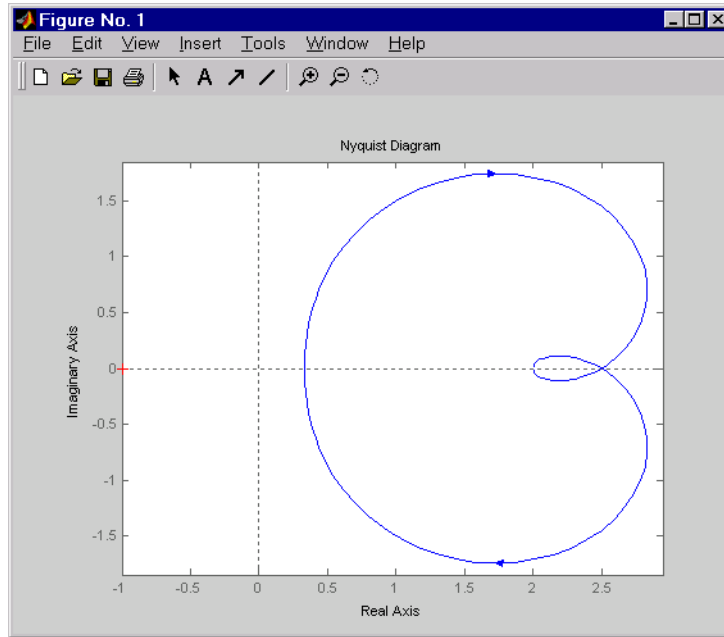 Figure No. 1
File Edit View Insert Tools Window Help
A
Nyquist Diagram
1.5
1
0.5
0
-0.5
-1
-1.5
Imaginary Axis
-1 -0.5 0 0.5 1 1.5 2 2.5
Real Axis